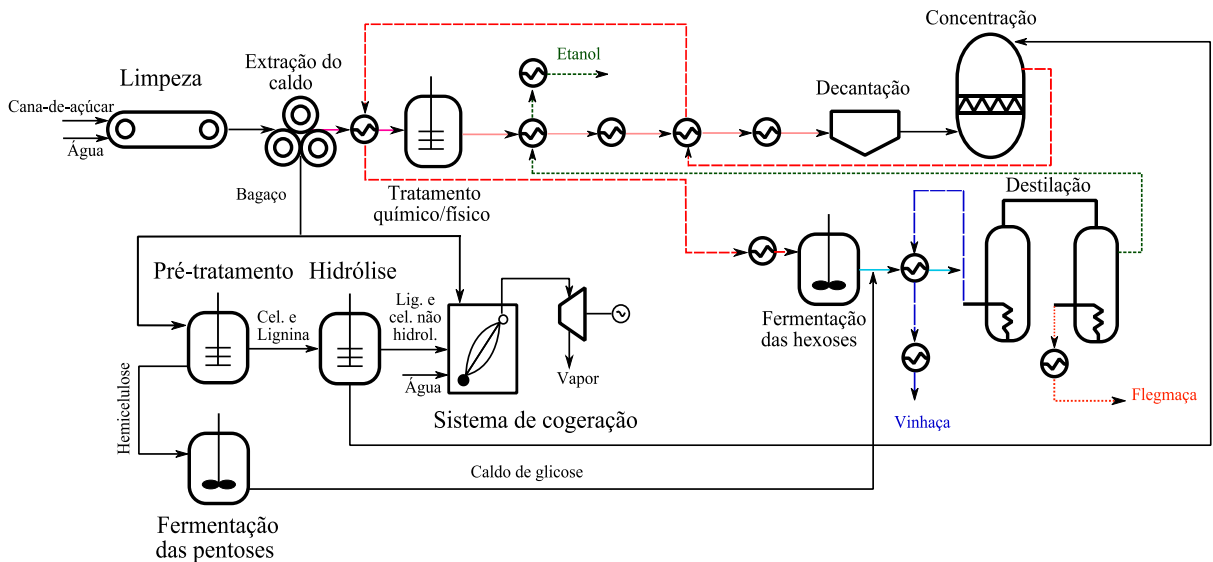 Concentração
Etanol
Extração do
caldo
Limpeza
Cana-de-açúcar
Água
Decantação
Bagaço
Tratamento
químico/físico
Destilação
Pré-tratamento
Hidrólise
Cel. e
Lignina
Lig. e
cel. não
hidrol.
Água
Vapor
Fermentação
das hexoses
Sistema de cogeração
Vinhaça
Flegmaça
Hemicelulose
Caldo de glicose
Fermentação
das pentoses